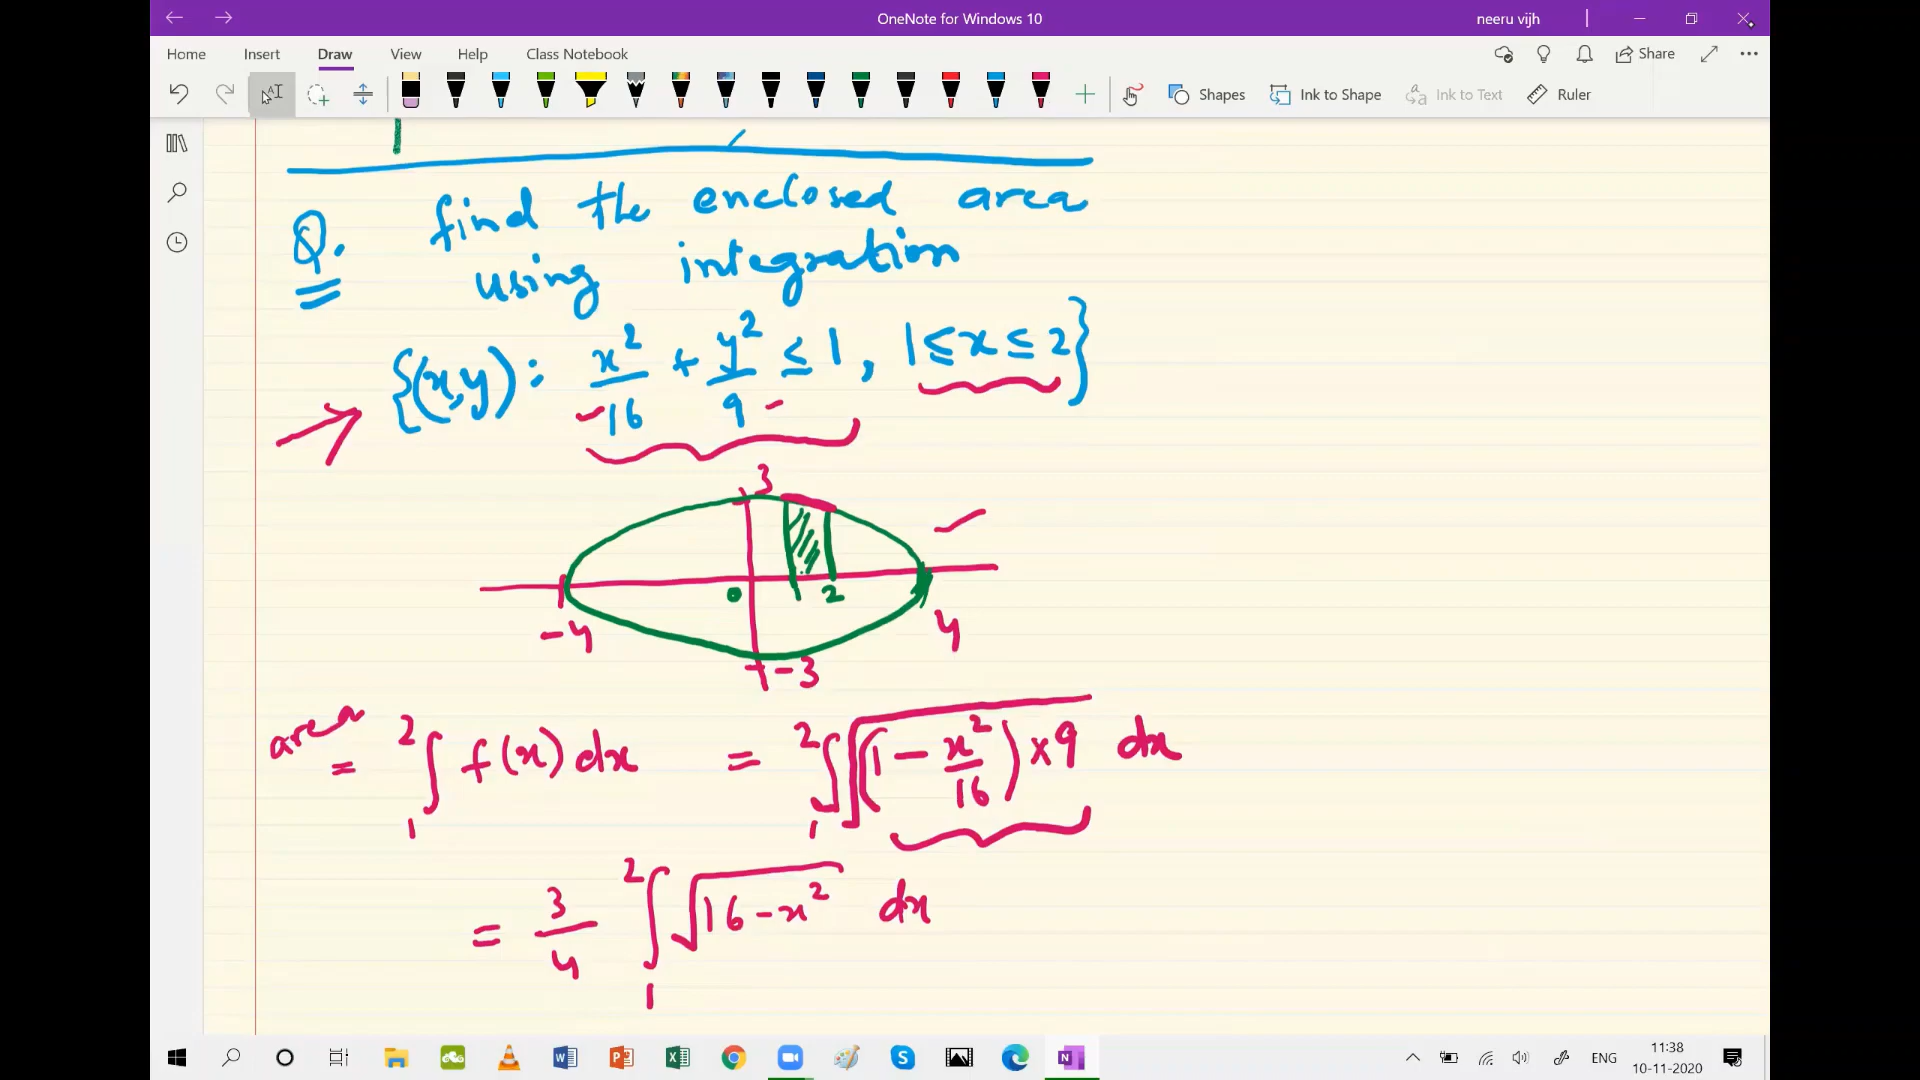 OneNote for Windows 10
neeru vijh
Home Insert Draw View Help Class Notebook
Share
Shapes Ink to Shape Ink to Text Ruler
Q. find the enclosed area
using integration
{(x,y): x²/16 + y²/9 ≤ 1, 1 ≤ x ≤ 2}
3
0 2
-4 4
-3
area = ∫₁² f(x) dx = ∫₁² √((1 - x²/16) × 9) dx
= 3/4 ∫₁² √(16 - x²) dx
ENG
11:38
10-11-2020